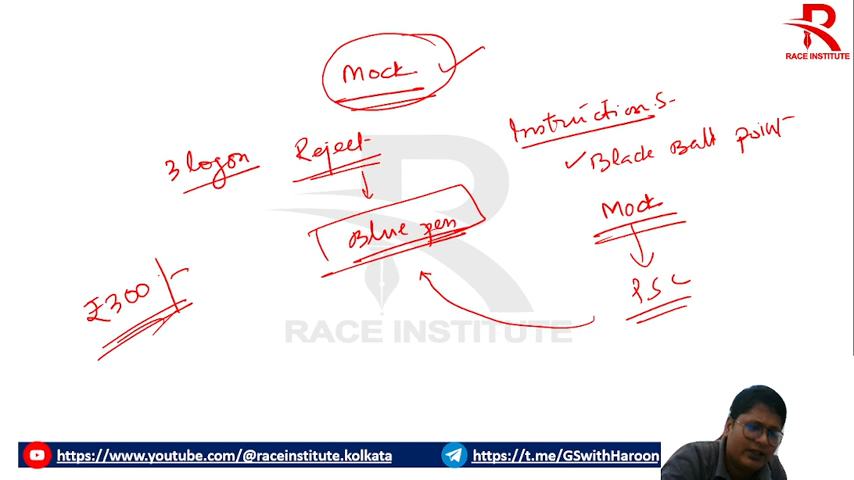 RACE INSTITUTE
Mock
Instructions
Black Ball point
3 logon
Reject
Mock
Blue pen
PSC
₹300/-
RACE INSTITUTE
https://www.youtube.com/@raceinstitute.kolkata
https://t.me/GSwithHaroon